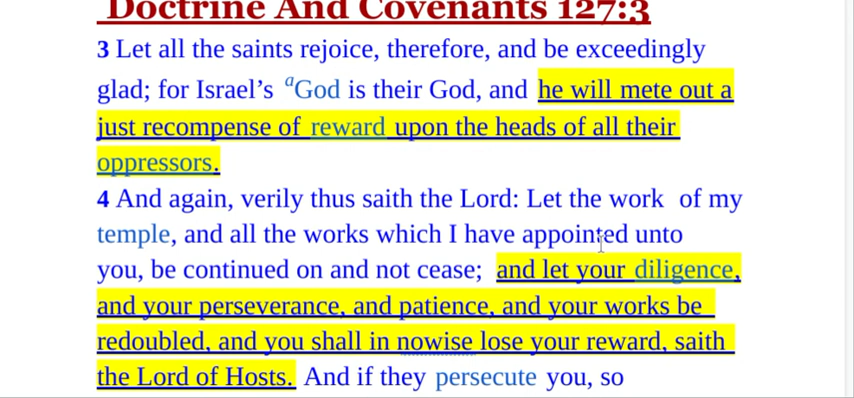 Doctrine And Covenants 127:3
3 Let all the saints rejoice, therefore, and be exceedingly
glad; for Israel’s aGod is their God, and he will mete out a
just recompense of reward upon the heads of all their
oppressors.
4 And again, verily thus saith the Lord: Let the work of my
temple, and all the works which I have appointed unto
you, be continued on and not cease; and let your diligence,
and your perseverance, and patience, and your works be
redoubled, and you shall in nowise lose your reward, saith
the Lord of Hosts. And if they persecute you, so